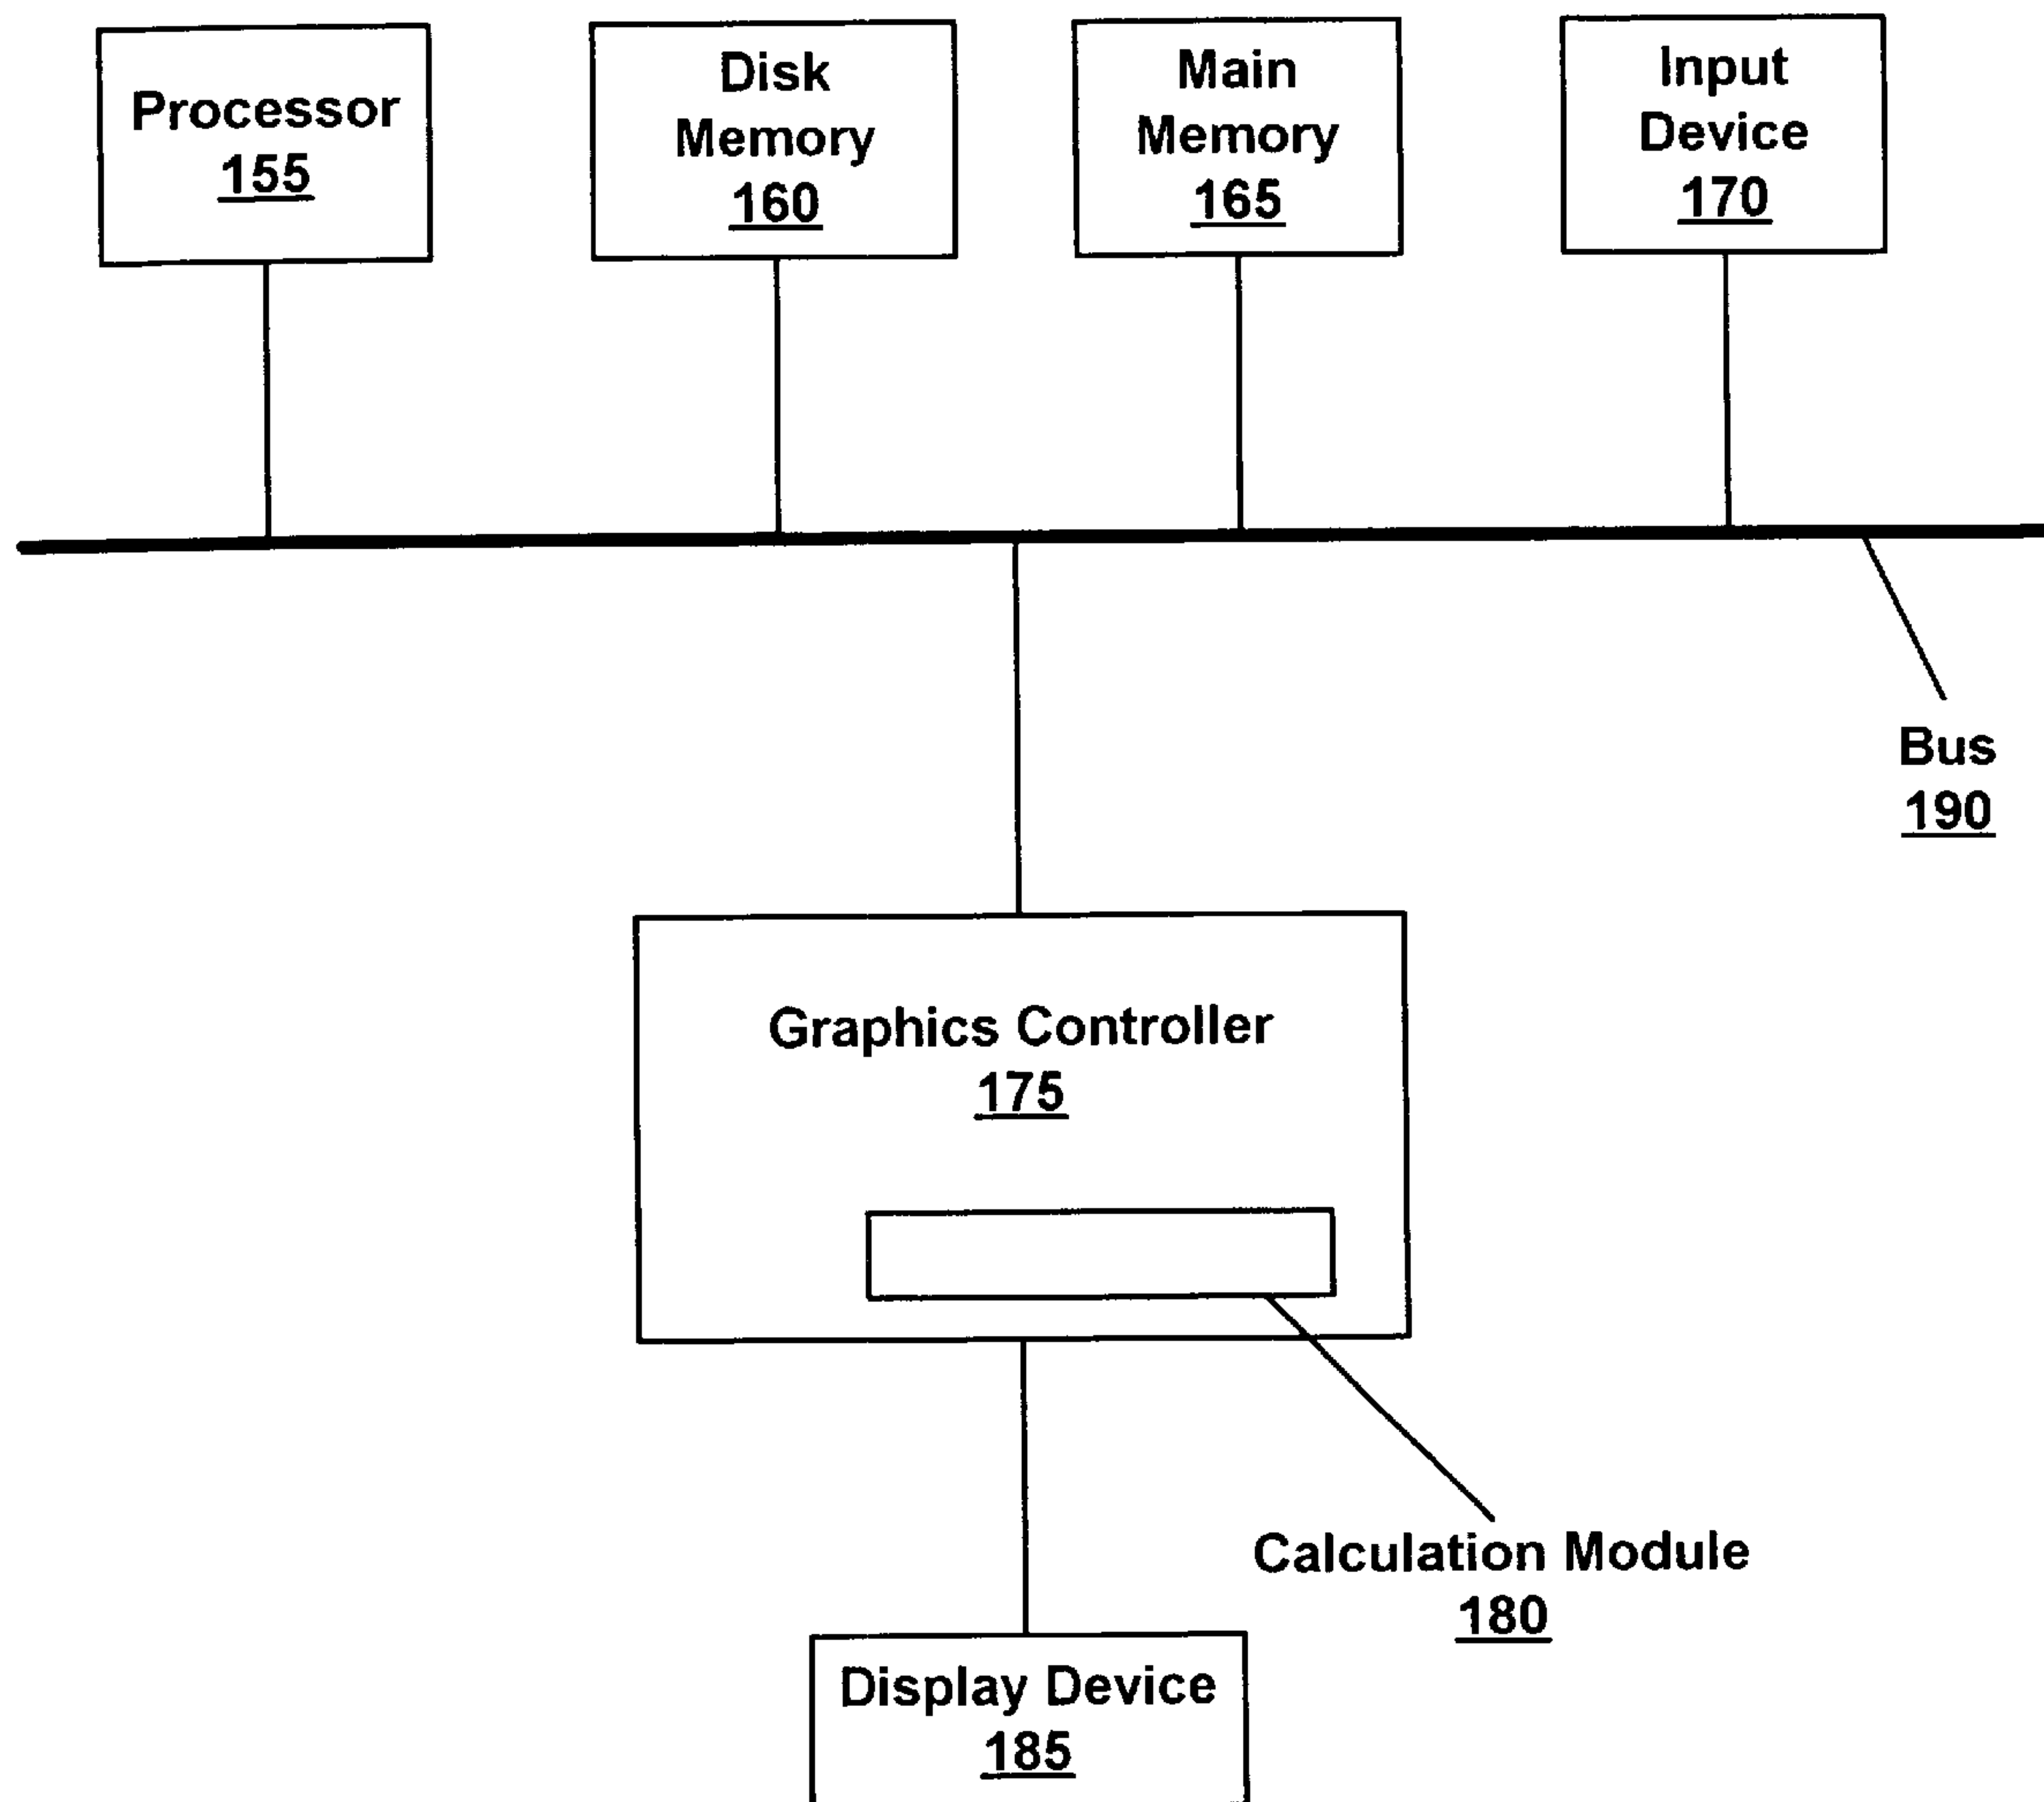 Processor
155
Disk
Memory
160
Main
Memory
165
Input
Device
170
Bus
190
Graphics Controller
175
Calculation Module
180
Display Device
185